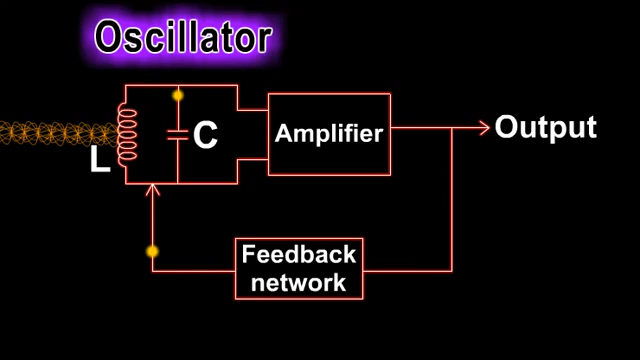 Oscillator
L
C
Amplifier
Output
Feedback
network